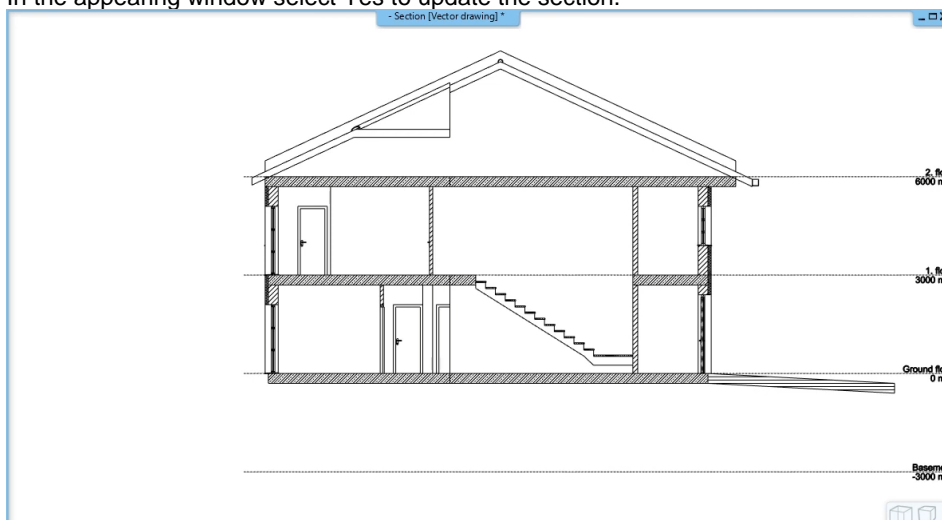 In the appearing window select Yes to update the section.
- Section [Vector drawing] *
2. flo
6000 m
1. flo
3000 m
Ground flo
0 m
Baseme
-3000 m